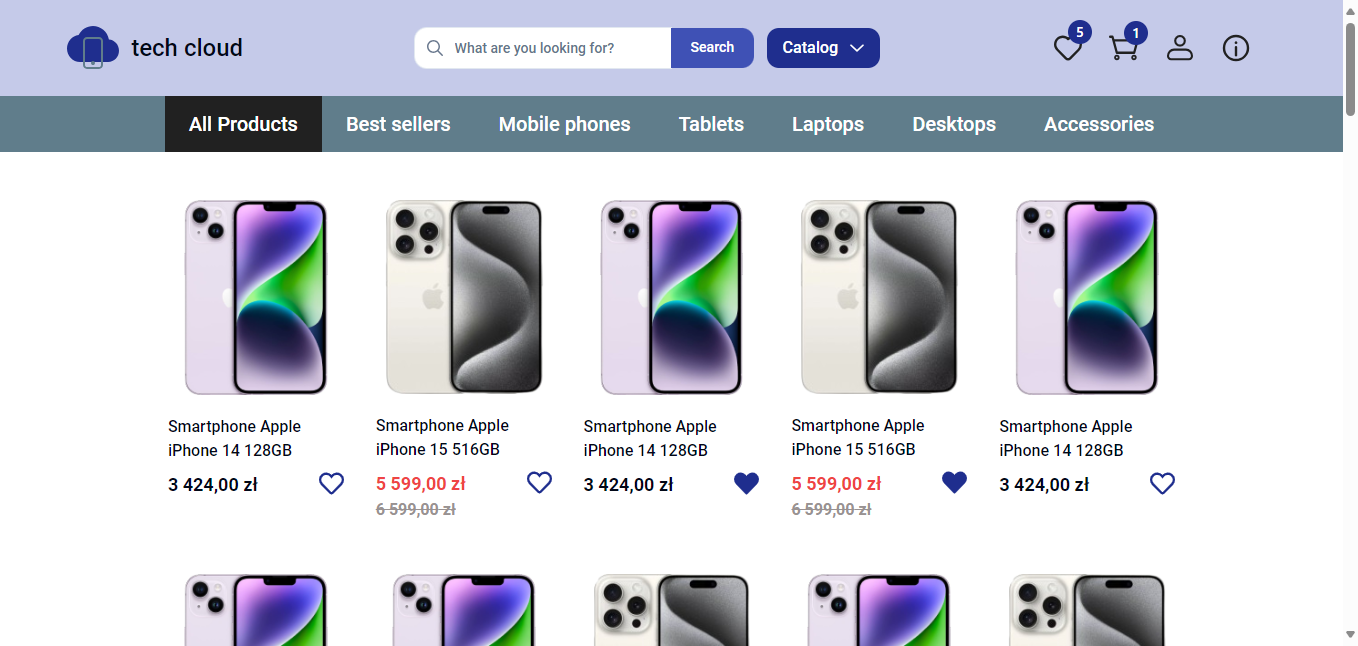 tech cloud
What are you looking for?
Search
Catalog
5
1
All Products
Best sellers
Mobile phones
Tablets
Laptops
Desktops
Accessories
Smartphone Apple
iPhone 14 128GB
3 424,00 zł
Smartphone Apple
iPhone 15 516GB
5 599,00 zł
6 599,00 zł
Smartphone Apple
iPhone 14 128GB
3 424,00 zł
Smartphone Apple
iPhone 15 516GB
5 599,00 zł
6 599,00 zł
Smartphone Apple
iPhone 14 128GB
3 424,00 zł